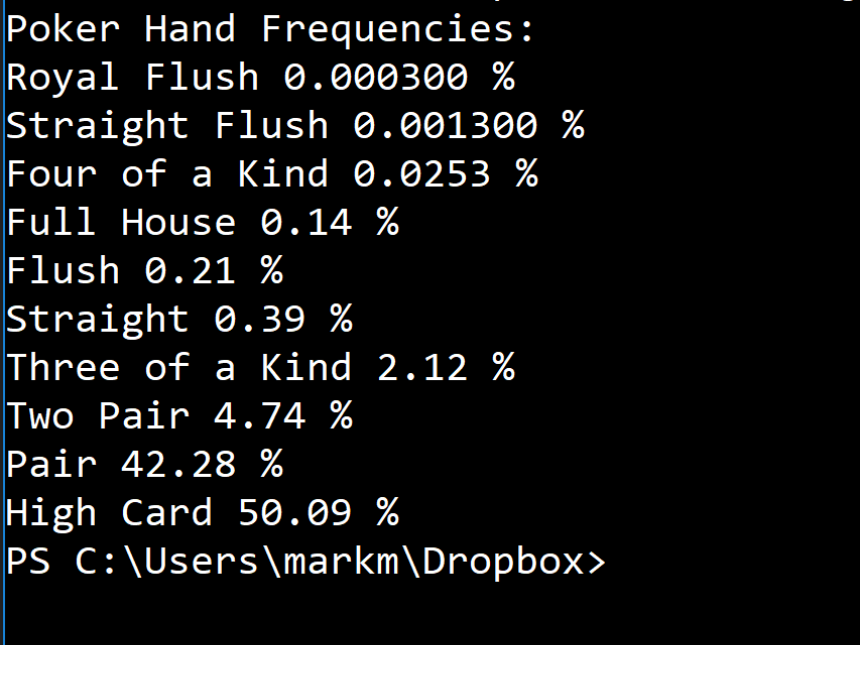 Poker Hand Frequencies:
Royal Flush 0.000300 %
Straight Flush 0.001300 %
Four of a Kind 0.0253 %
Full House 0.14 %
Flush 0.21 %
Straight 0.39 %
Three of a Kind 2.12 %
Two Pair 4.74 %
Pair 42.28 %
High Card 50.09 %
PS C:\Users\markm\Dropbox>